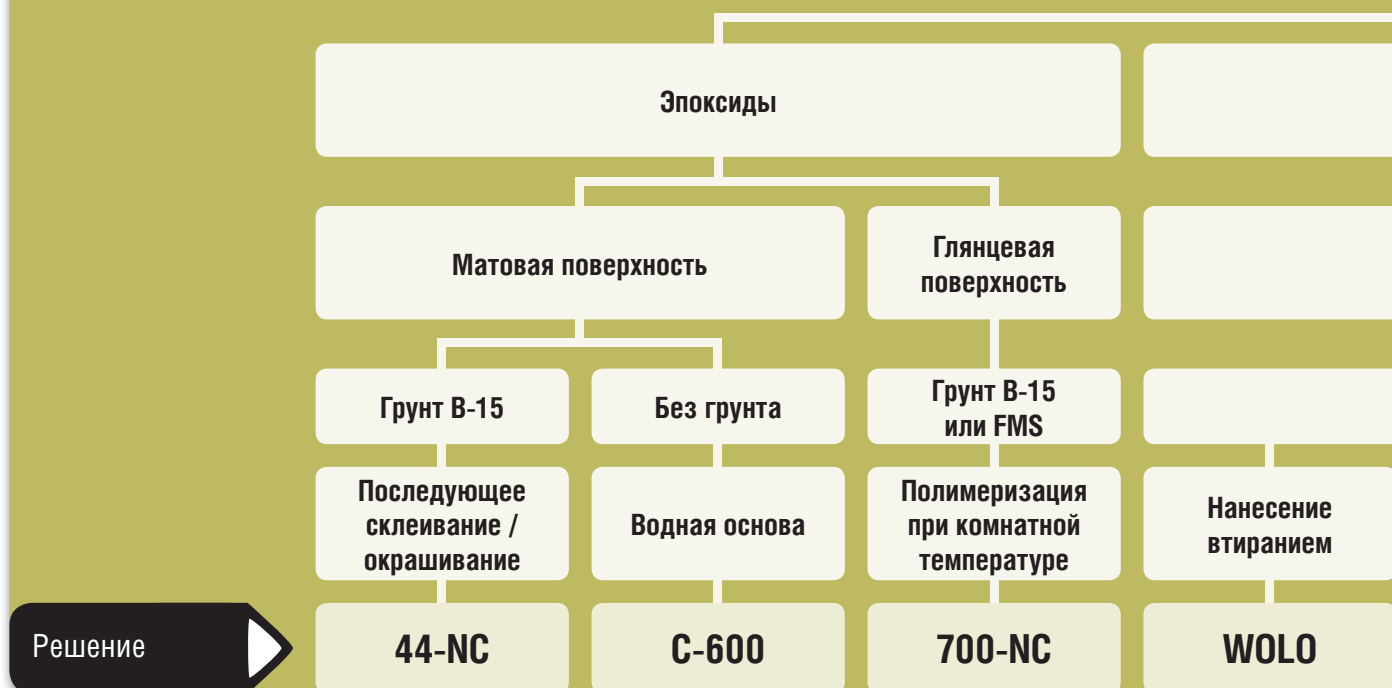 Эпоксиды
Матовая поверхность
Глянцевая
поверхность
Грунт B-15
Без грунта
Грунт B-15
или FMS
Последующее
склеивание /
окрашивание
Водная основа
Полимеризация
при комнатной
температуре
Нанесение
втиранием
Решение
44-NC
C-600
700-NC
WOLO